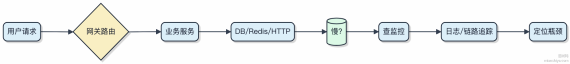 用户请求
网关路由
业务服务
DB/Redis/HTTP
慢?
查监控
日志/链路追踪
定位瓶颈